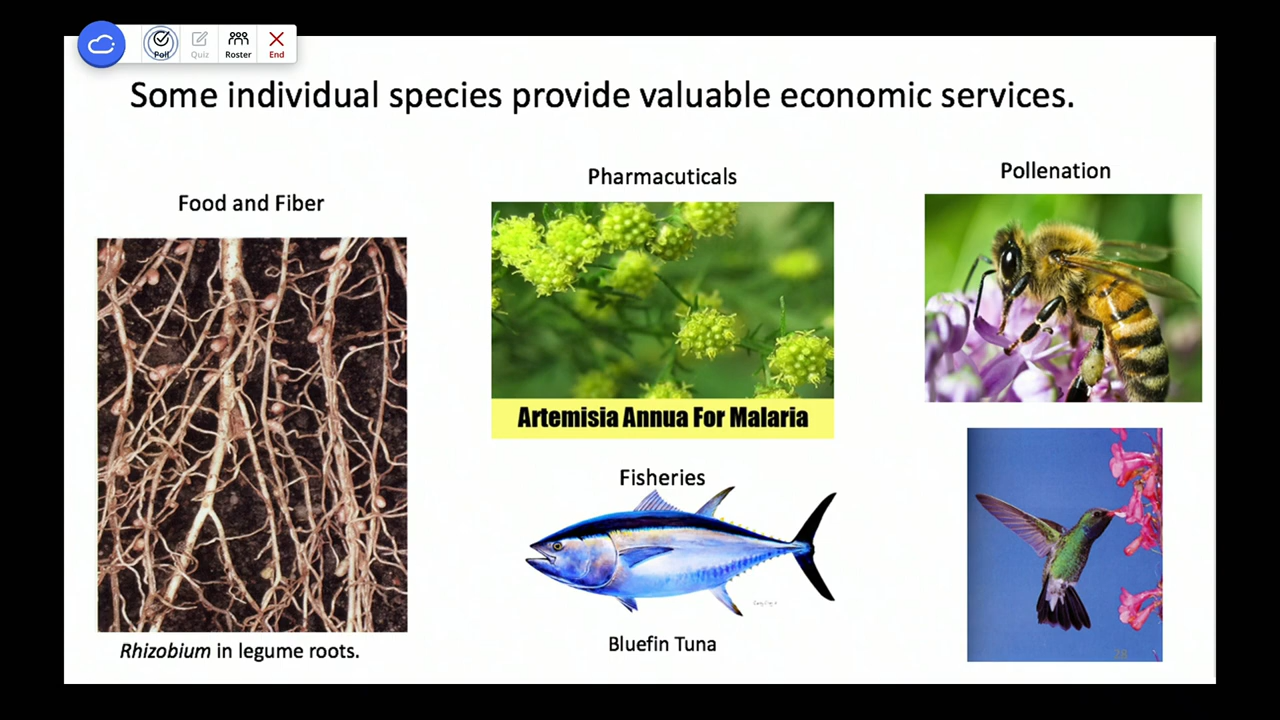 Poll
Quiz
Roster
End
Some individual species provide valuable economic services.
Food and Fiber
Pharmacuticals
Pollenation
Artemisia Annua For Malaria
Fisheries
Rhizobium in legume roots.
Bluefin Tuna
28